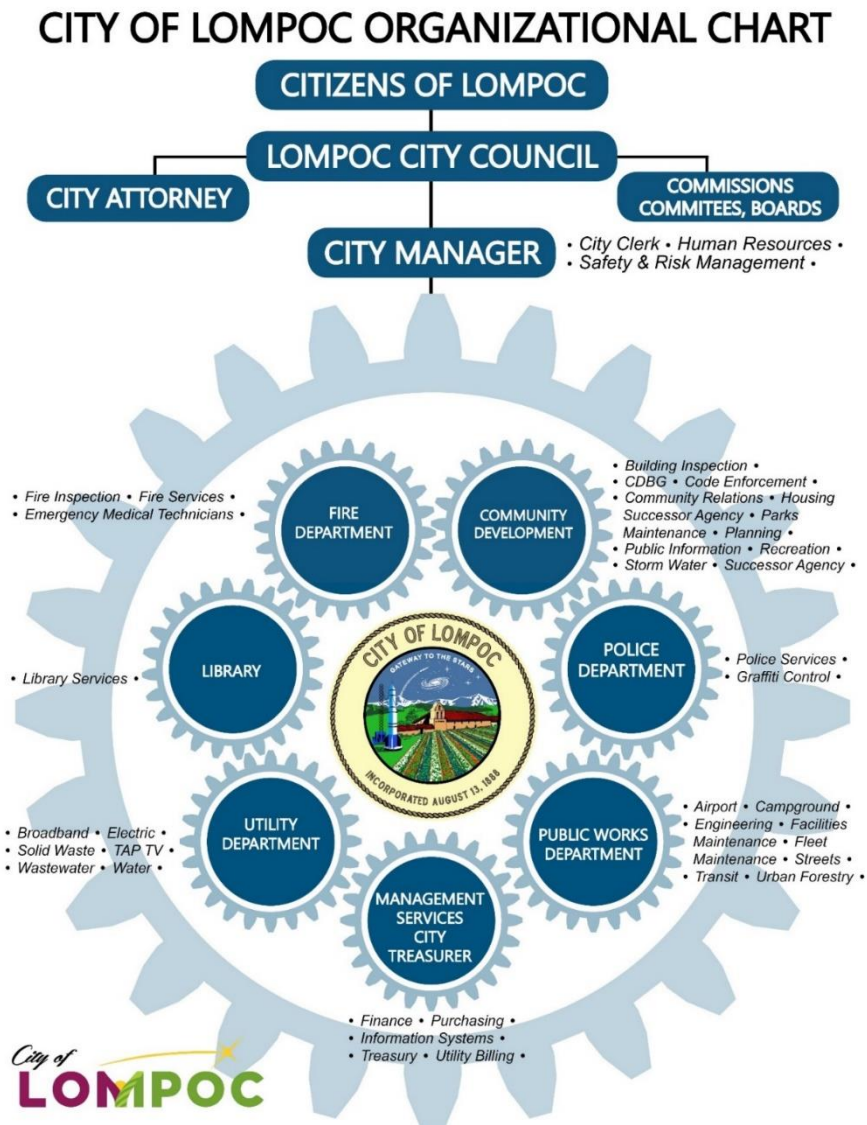 CITY OF LOMPOC ORGANIZATIONAL CHART
CITIZENS OF LOMPOC
LOMPOC CITY COUNCIL
CITY ATTORNEY
COMMISSIONS
COMMITEES, BOARDS
CITY MANAGER
• City Clerk • Human Resources •
• Safety & Risk Management •
• Fire Inspection • Fire Services •
• Emergency Medical Technicians •
FIRE
DEPARTMENT
COMMUNITY
DEVELOPMENT
• Building Inspection •
• CDBG • Code Enforcement •
• Community Relations • Housing
Successor Agency • Parks
Maintenance • Planning •
• Public Information • Recreation •
• Storm Water • Successor Agency •
• Library Services •
LIBRARY
CITY OF LOMPOC
GATEWAY TO THE STARS
INCORPORATED AUGUST 13, 1888
POLICE
DEPARTMENT
• Police Services •
• Graffiti Control •
• Broadband • Electric •
• Solid Waste • TAP TV •
• Wastewater • Water •
UTILITY
DEPARTMENT
PUBLIC WORKS
DEPARTMENT
• Airport • Campground •
• Engineering • Facilities
Maintenance • Fleet
Maintenance • Streets •
• Transit • Urban Forestry •
MANAGEMENT
SERVICES
CITY
TREASURER
• Finance • Purchasing •
• Information Systems •
• Treasury • Utility Billing •
City of
LOMPOC